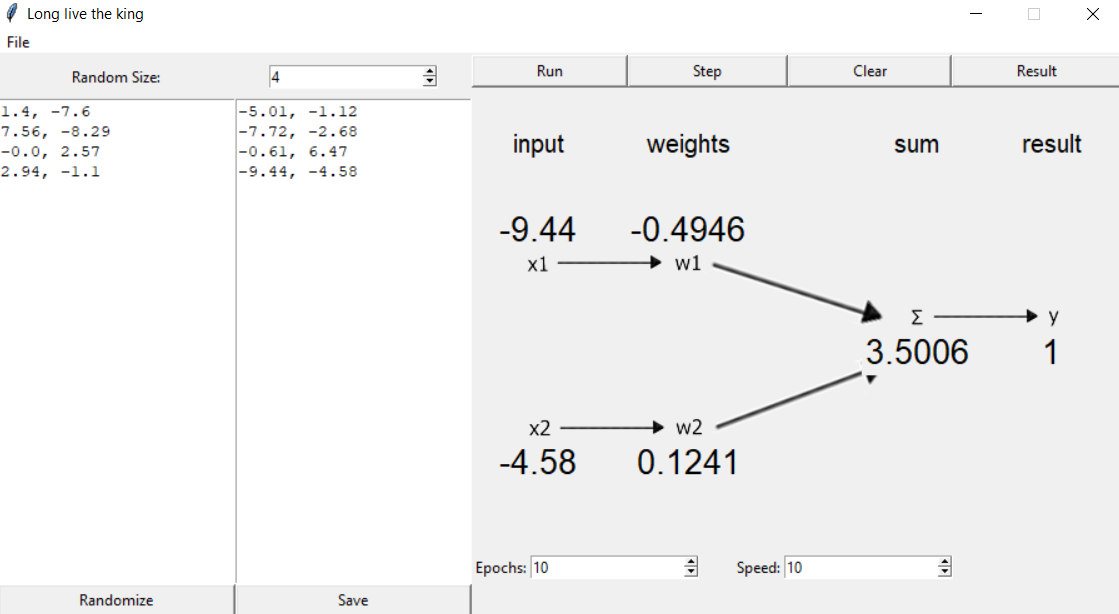 Long live the king
File
Random Size: 4
Run Step Clear Result
1.4, -7.6
7.56, -8.29
-0.0, 2.57
2.94, -1.1
-5.01, -1.12
-7.72, -2.68
-0.61, 6.47
-9.44, -4.58
input weights sum result
-9.44 -0.4946
x1 w1
Σ y
3.5006 1
x2 w2
-4.58 0.1241
Epochs: 10 Speed: 10
Randomize Save